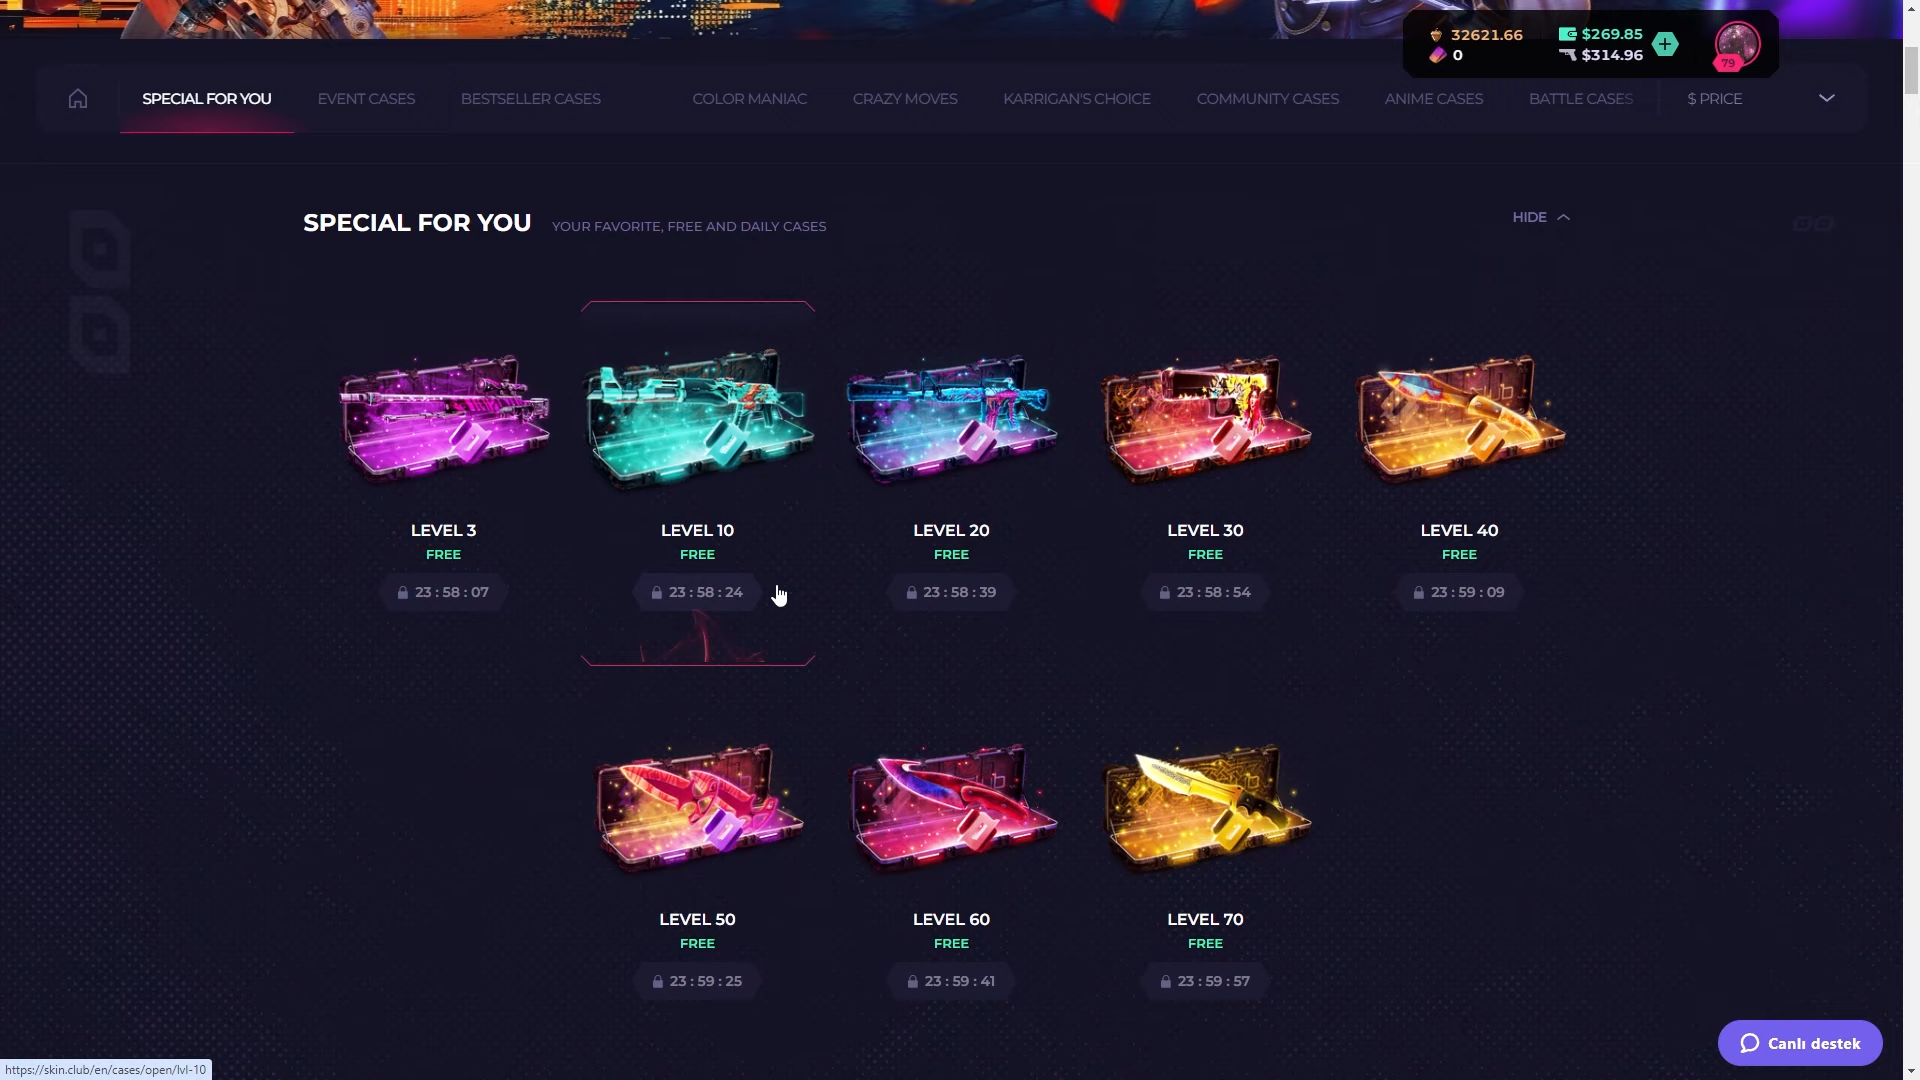 32621.66
$269.85
0
$314.96
79
SPECIAL FOR YOU
EVENT CASES
BESTSELLER CASES
COLOR MANIAC
CRAZY MOVES
KARRIGAN'S CHOICE
COMMUNITY CASES
ANIME CASES
BATTLE CASES
$ PRICE
SPECIAL FOR YOU
YOUR FAVORITE, FREE AND DAILY CASES
HIDE
LEVEL 3
FREE
23 : 58 : 07
LEVEL 10
FREE
23 : 58 : 24
LEVEL 20
FREE
23 : 58 : 39
LEVEL 30
FREE
23 : 58 : 54
LEVEL 40
FREE
23 : 59 : 09
LEVEL 50
FREE
23 : 59 : 25
LEVEL 60
FREE
23 : 59 : 41
LEVEL 70
FREE
23 : 59 : 57
Canlı destek
https://skin.club/en/cases/open/lvl-10